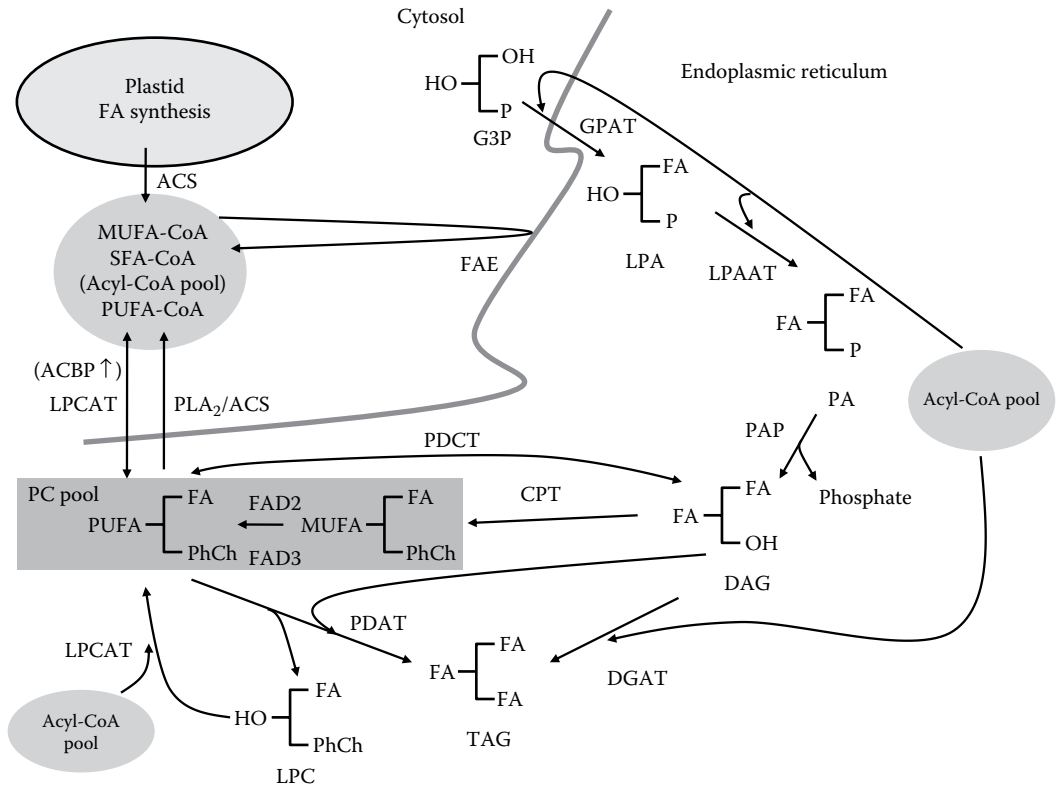 Cytosol
Endoplasmic reticulum
Plastid
FA synthesis
ACS
OH
HO
P
G3P
GPAT
FA
HO
P
LPA
LPAAT
FA
FA
P
PA
MUFA-CoA
SFA-CoA
(Acyl-CoA pool)
PUFA-CoA
FAE
(ACBP ↑)
LPCAT
PLA₂/ACS
Acyl-CoA pool
PAP
Phosphate
PDCT
CPT
PC pool
FA
PUFA
PhCh
FAD2
FAD3
FA
MUFA
PhCh
FA
FA
OH
DAG
PDAT
DGAT
FA
FA
FA
TAG
LPCAT
Acyl-CoA
pool
FA
HO
PhCh
LPC